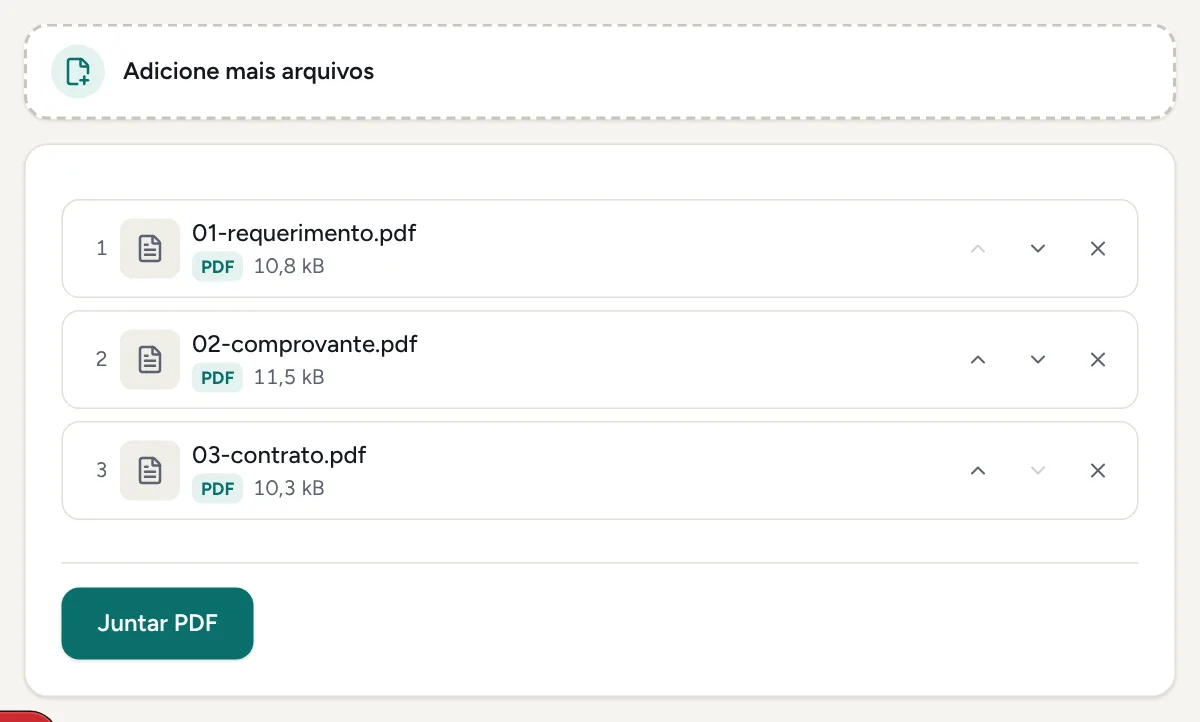 Adicione mais arquivos
1
01-requerimento.pdf
PDF 10,8 kB
2
02-comprovante.pdf
PDF 11,5 kB
3
03-contrato.pdf
PDF 10,3 kB
Juntar PDF